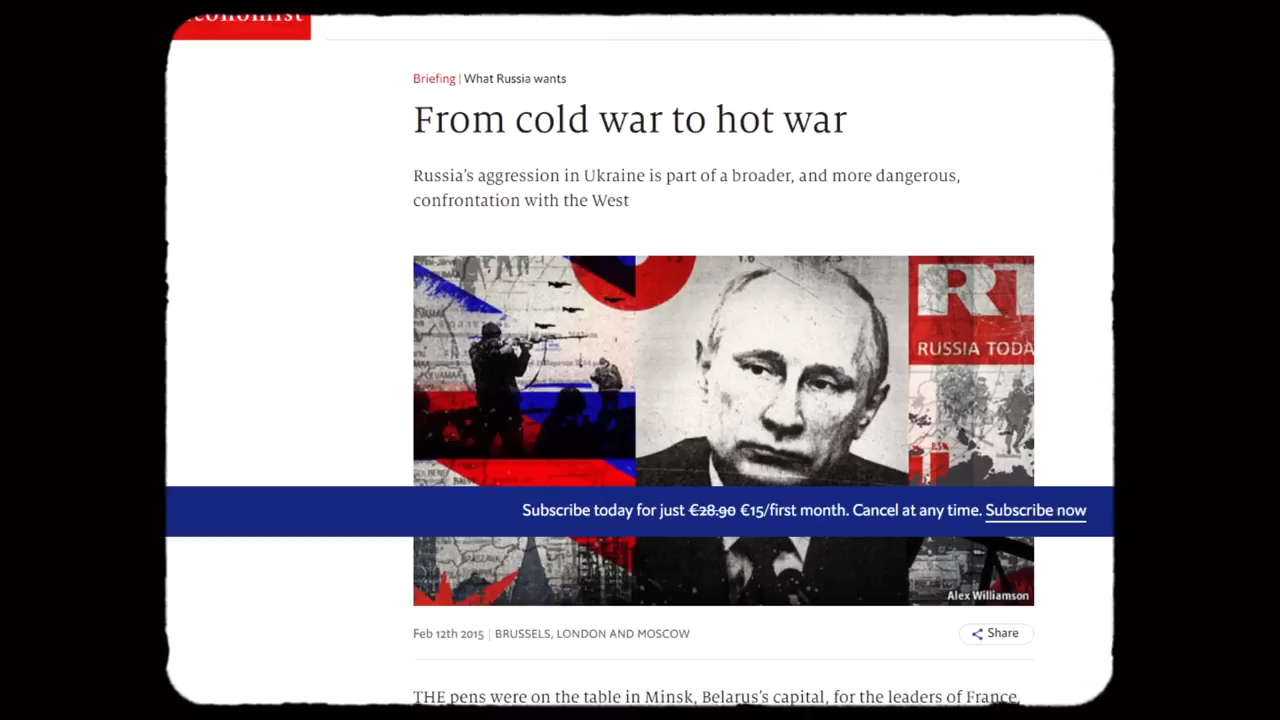 economist
Briefing | What Russia wants
From cold war to hot war
Russia's aggression in Ukraine is part of a broader, and more dangerous,
confrontation with the West
RT
RUSSIA TODA
Subscribe today for just €28.90 €15/first month. Cancel at any time. Subscribe now
Alex Williamson
Feb 12th 2015 | BRUSSELS, LONDON AND MOSCOW
Share
THE pens were on the table in Minsk, Belarus's capital, for the leaders of France,